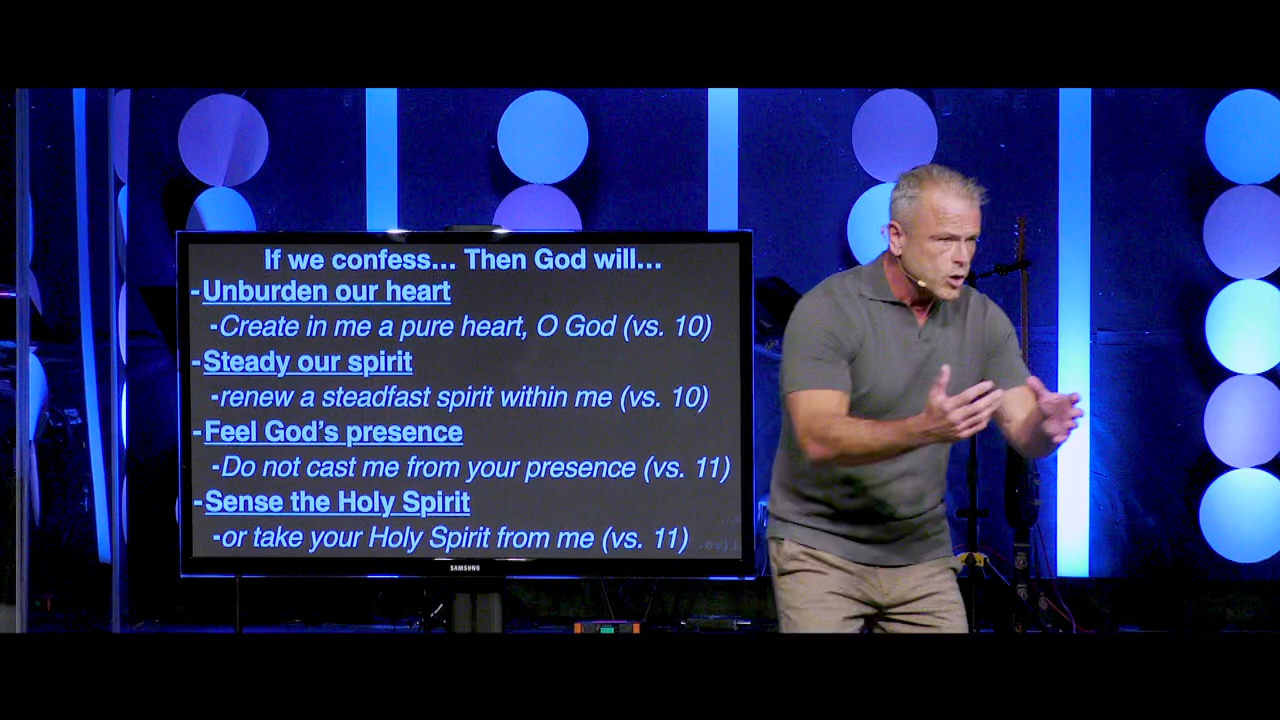 If we confess... Then God will...
-Unburden our heart
-Create in me a pure heart, O God (vs. 10)
-Steady our spirit
-renew a steadfast spirit within me (vs. 10)
-Feel God's presence
-Do not cast me from your presence (vs. 11)
-Sense the Holy Spirit
-or take your Holy Spirit from me (vs. 11)
SAMSUNG